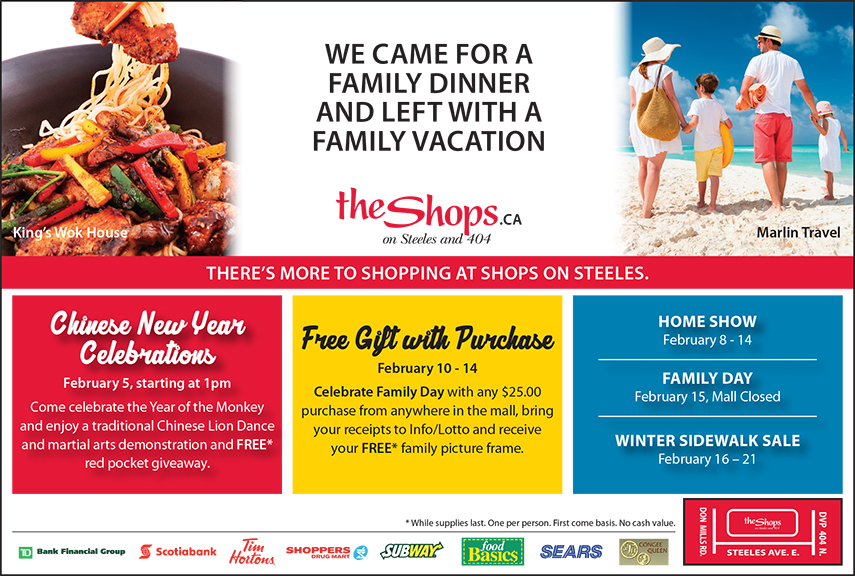 WE CAME FOR A
FAMILY DINNER
AND LEFT WITH A
FAMILY VACATION
theShops.CA
on Steeles and 404
King's Wok House
Marlin Travel
THERE'S MORE TO SHOPPING AT SHOPS ON STEELES.
Chinese New Year
Celebrations
February 5, starting at 1pm
Come celebrate the Year of the Monkey
and enjoy a traditional Chinese Lion Dance
and martial arts demonstration and FREE*
red pocket giveaway.
Free Gift with Purchase
February 10 - 14
Celebrate Family Day with any $25.00
purchase from anywhere in the mall, bring
your receipts to Info/Lotto and receive
your FREE* family picture frame.
HOME SHOW
February 8 - 14
FAMILY DAY
February 15, Mall Closed
WINTER SIDEWALK SALE
February 16 – 21
* While supplies last. One per person. First come basis. No cash value.
TD Bank Financial Group
Scotiabank
Tim
Hortons
SHOPPERS
DRUG MART
SUBWAY
food
Basics
SEARS
CONGEE
QUEEN
DON MILLS RD.
theShops
on Steeles and 404
DVP 404 N.
STEELES AVE. E.